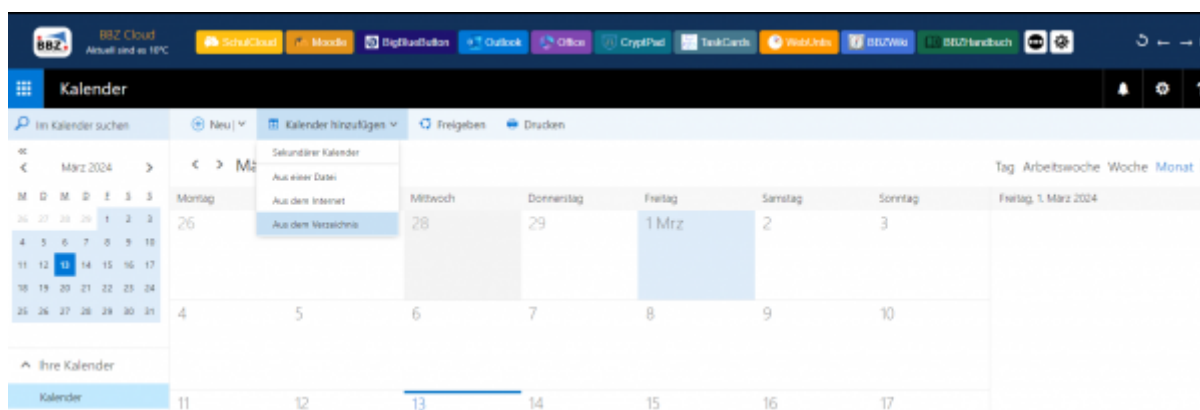 BBZ
BBZ Cloud
Aktuell sind es 10°C
SchulCloud Moodle BigBlueButton Outlook Office CryptPad TaskCards WebUntis BBZWiki BBZHandbuch
Kalender
Im Kalender suchen
Neu Kalender hinzufügen Freigeben Drucken
Sekundärer Kalender
Aus einer Datei
Aus dem Internet
Aus dem Verzeichnis
März 2024
M D M D F S S
26 27 28 29 1 2 3
4 5 6 7 8 9 10
11 12 13 14 15 16 17
18 19 20 21 22 23 24
25 26 27 28 29 30 31
Ihre Kalender
Kalender
Mä
Tag Arbeitswoche Woche Monat
Montag Mittwoch Donnerstag Freitag Samstag Sonntag
Freitag, 1. März 2024
26 28 29 1 Mrz 2 3
4 5 6 7 8 9 10
11 12 13 14 15 16 17